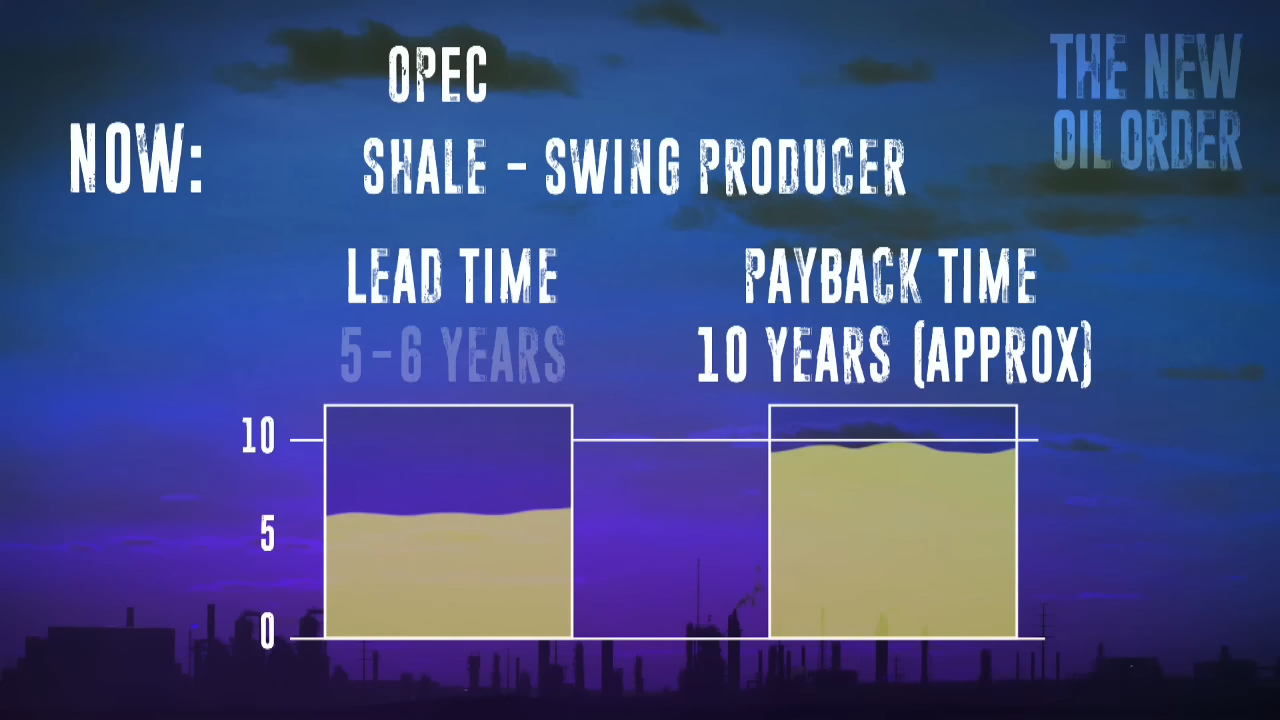 OPEC
NOW:
SHALE - SWING PRODUCER
THE NEW
OIL ORDER
LEAD TIME
5-6 YEARS
PAYBACK TIME
10 YEARS (APPROX)
10
5
0